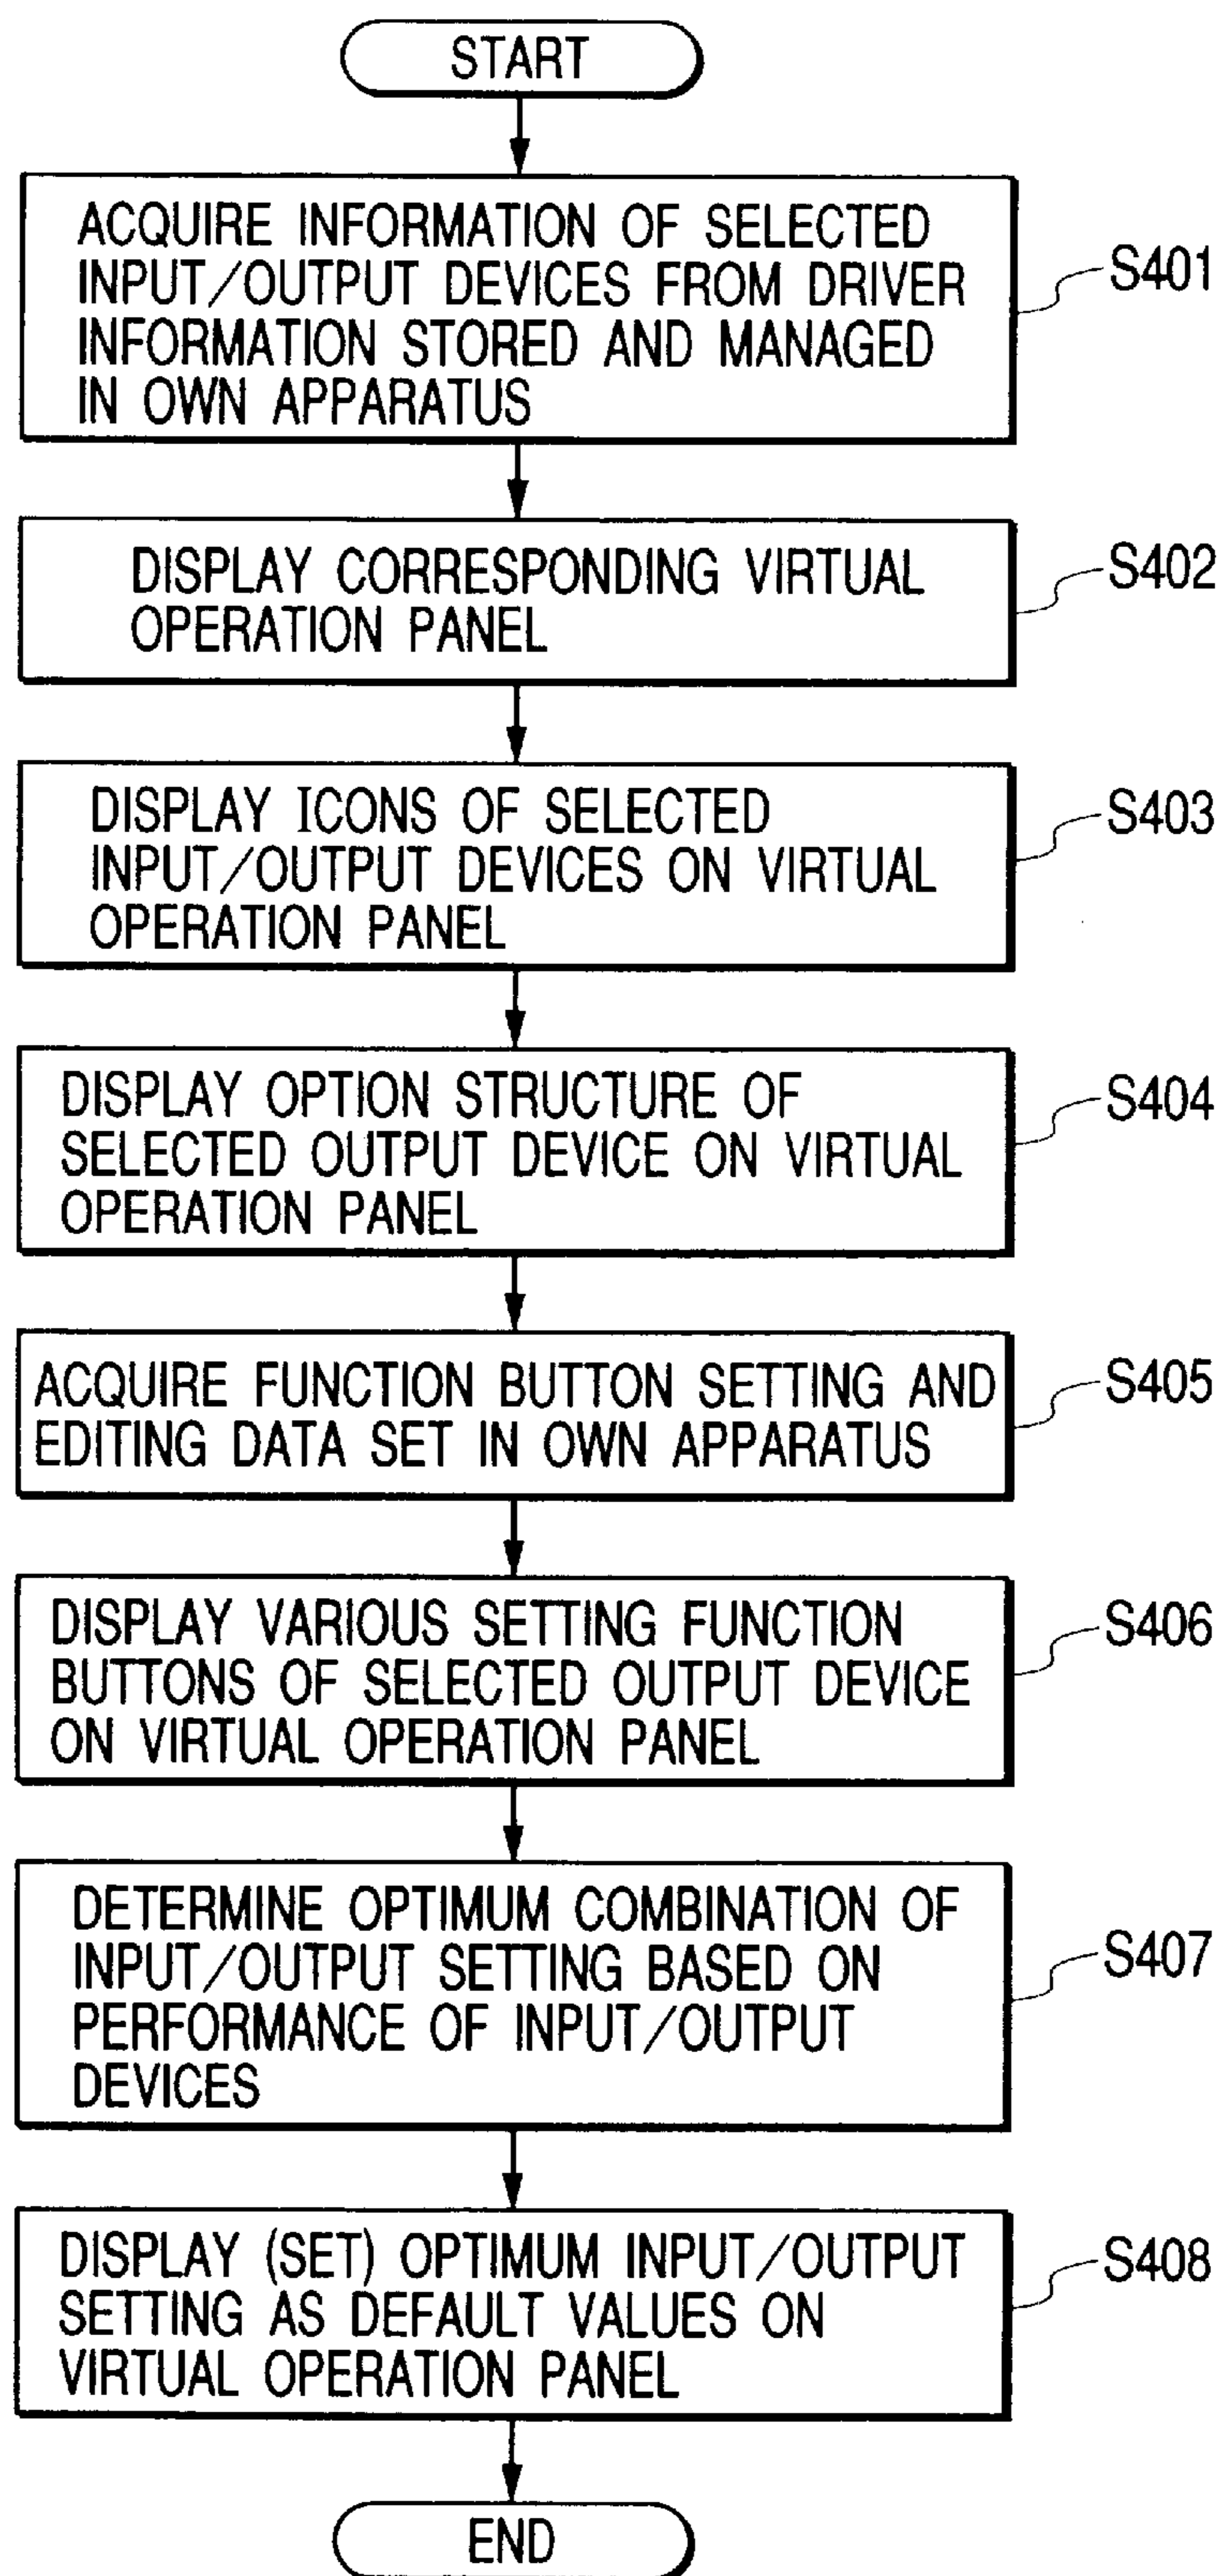 START
ACQUIRE INFORMATION OF SELECTED
INPUT/OUTPUT DEVICES FROM DRIVER
INFORMATION STORED AND MANAGED
IN OWN APPARATUS
S401
DISPLAY CORRESPONDING VIRTUAL
OPERATION PANEL
S402
DISPLAY ICONS OF SELECTED
INPUT/OUTPUT DEVICES ON VIRTUAL
OPERATION PANEL
S403
DISPLAY OPTION STRUCTURE OF
SELECTED OUTPUT DEVICE ON VIRTUAL
OPERATION PANEL
S404
ACQUIRE FUNCTION BUTTON SETTING AND
EDITING DATA SET IN OWN APPARATUS
S405
DISPLAY VARIOUS SETTING FUNCTION
BUTTONS OF SELECTED OUTPUT DEVICE
ON VIRTUAL OPERATION PANEL
S406
DETERMINE OPTIMUM COMBINATION OF
INPUT/OUTPUT SETTING BASED ON
PERFORMANCE OF INPUT/OUTPUT
DEVICES
S407
DISPLAY (SET) OPTIMUM INPUT/OUTPUT
SETTING AS DEFAULT VALUES ON
VIRTUAL OPERATION PANEL
S408
END